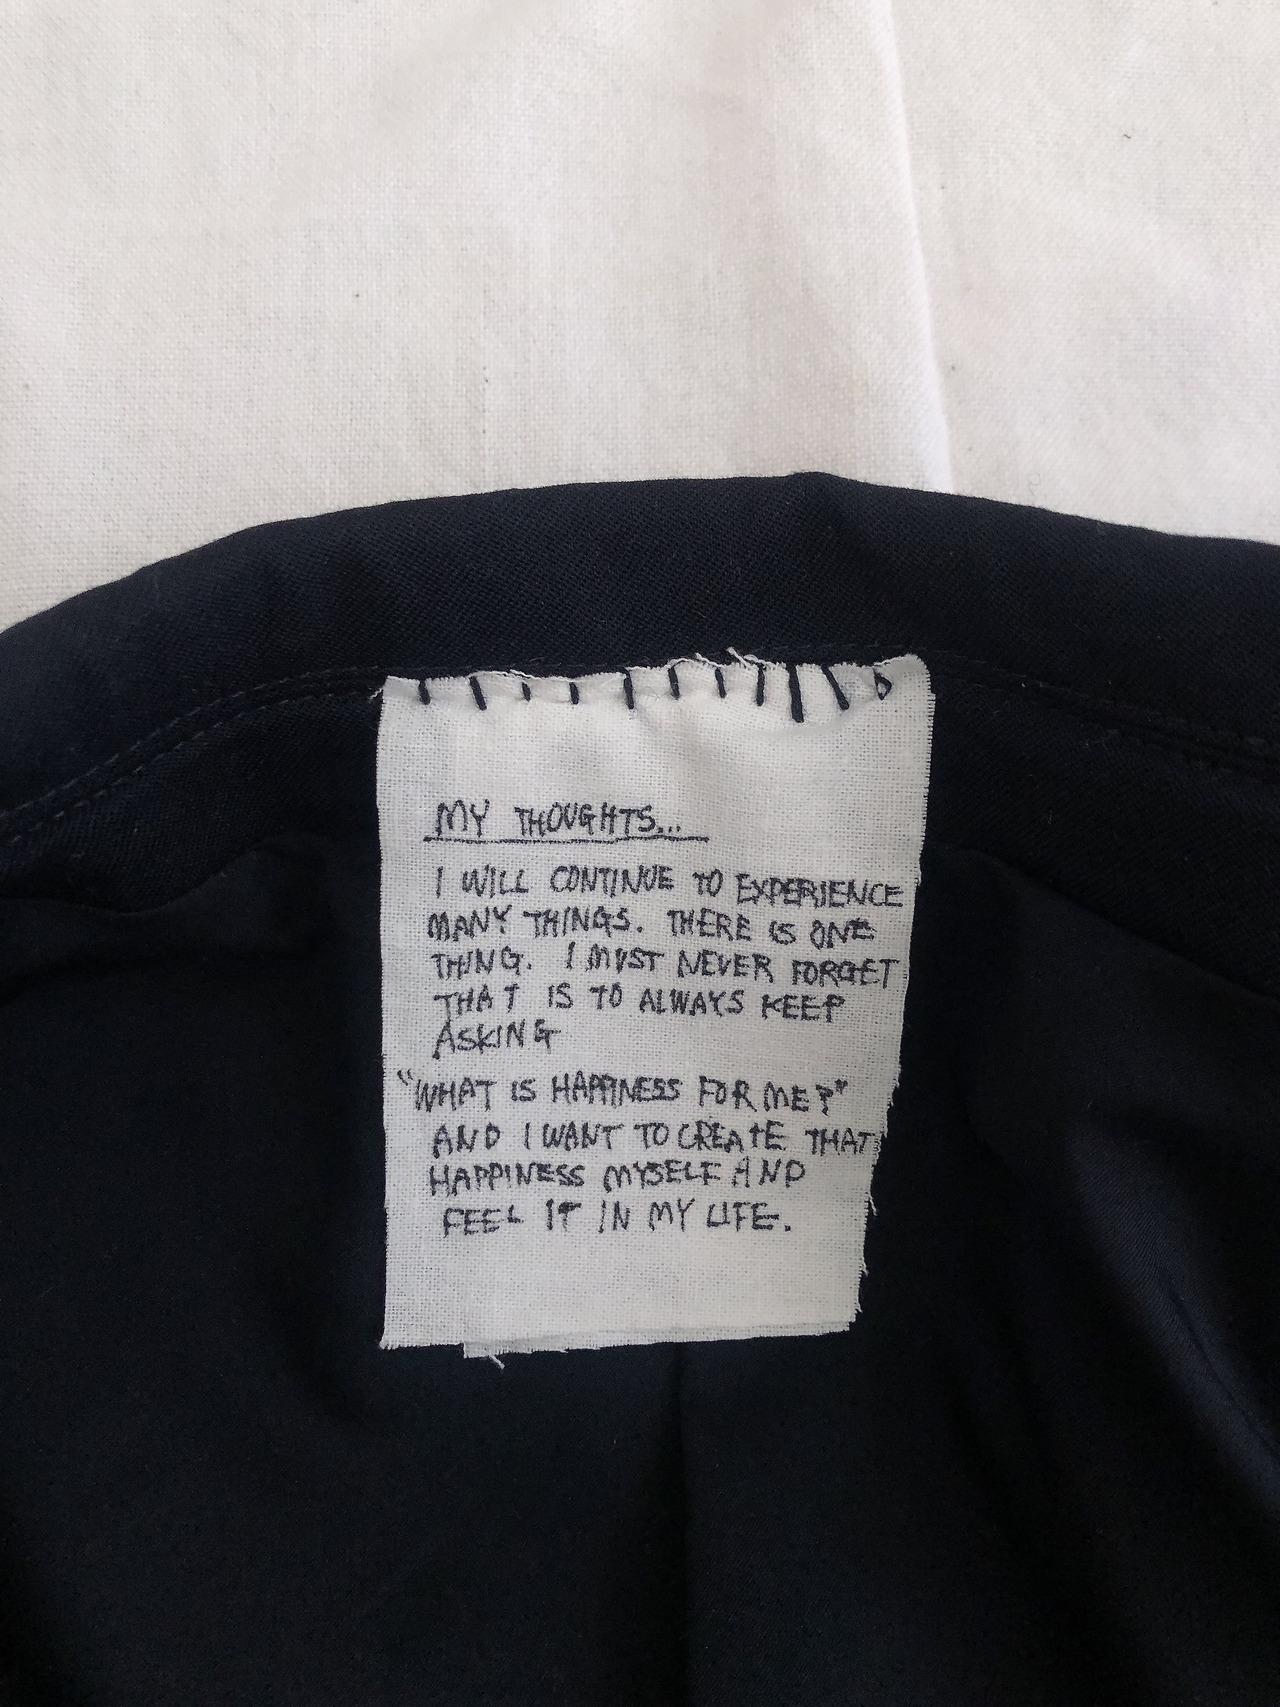 MY THOUGHTS...
I WILL CONTINUE TO EXPERIENCE
MANY THINGS. THERE IS ONE
THING. I MUST NEVER FORGET
THAT IS TO ALWAYS KEEP
ASKING
"WHAT IS HAPPINESS FOR ME?"
AND I WANT TO CREATE THAT
HAPPINESS MYSELF AND
FEEL IT IN MY LIFE.